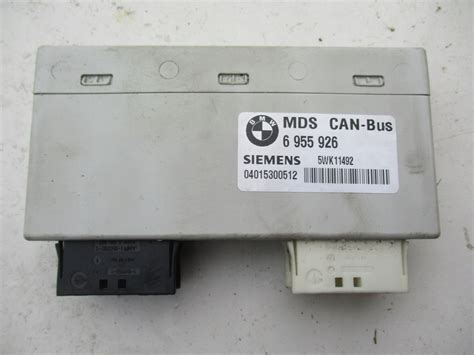 BMW
MDS CAN-Bus
6 955 926
SIEMENS 5WK11492
04015300512